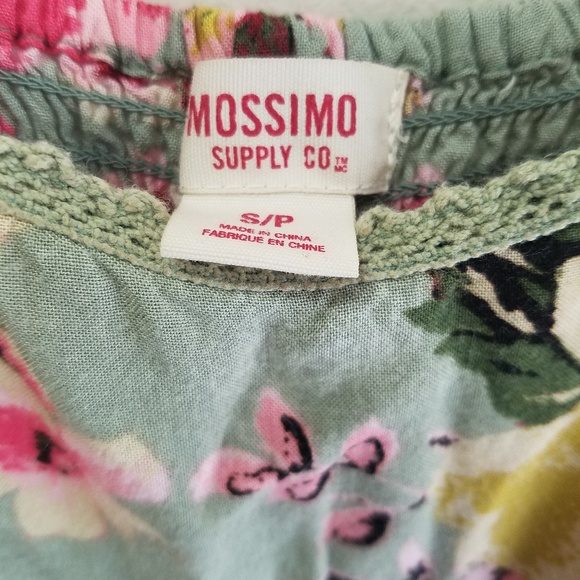 MOSSIMO
SUPPLY CO.™ MC
S/P
MADE IN CHINA
FABRIQUE EN CHINE